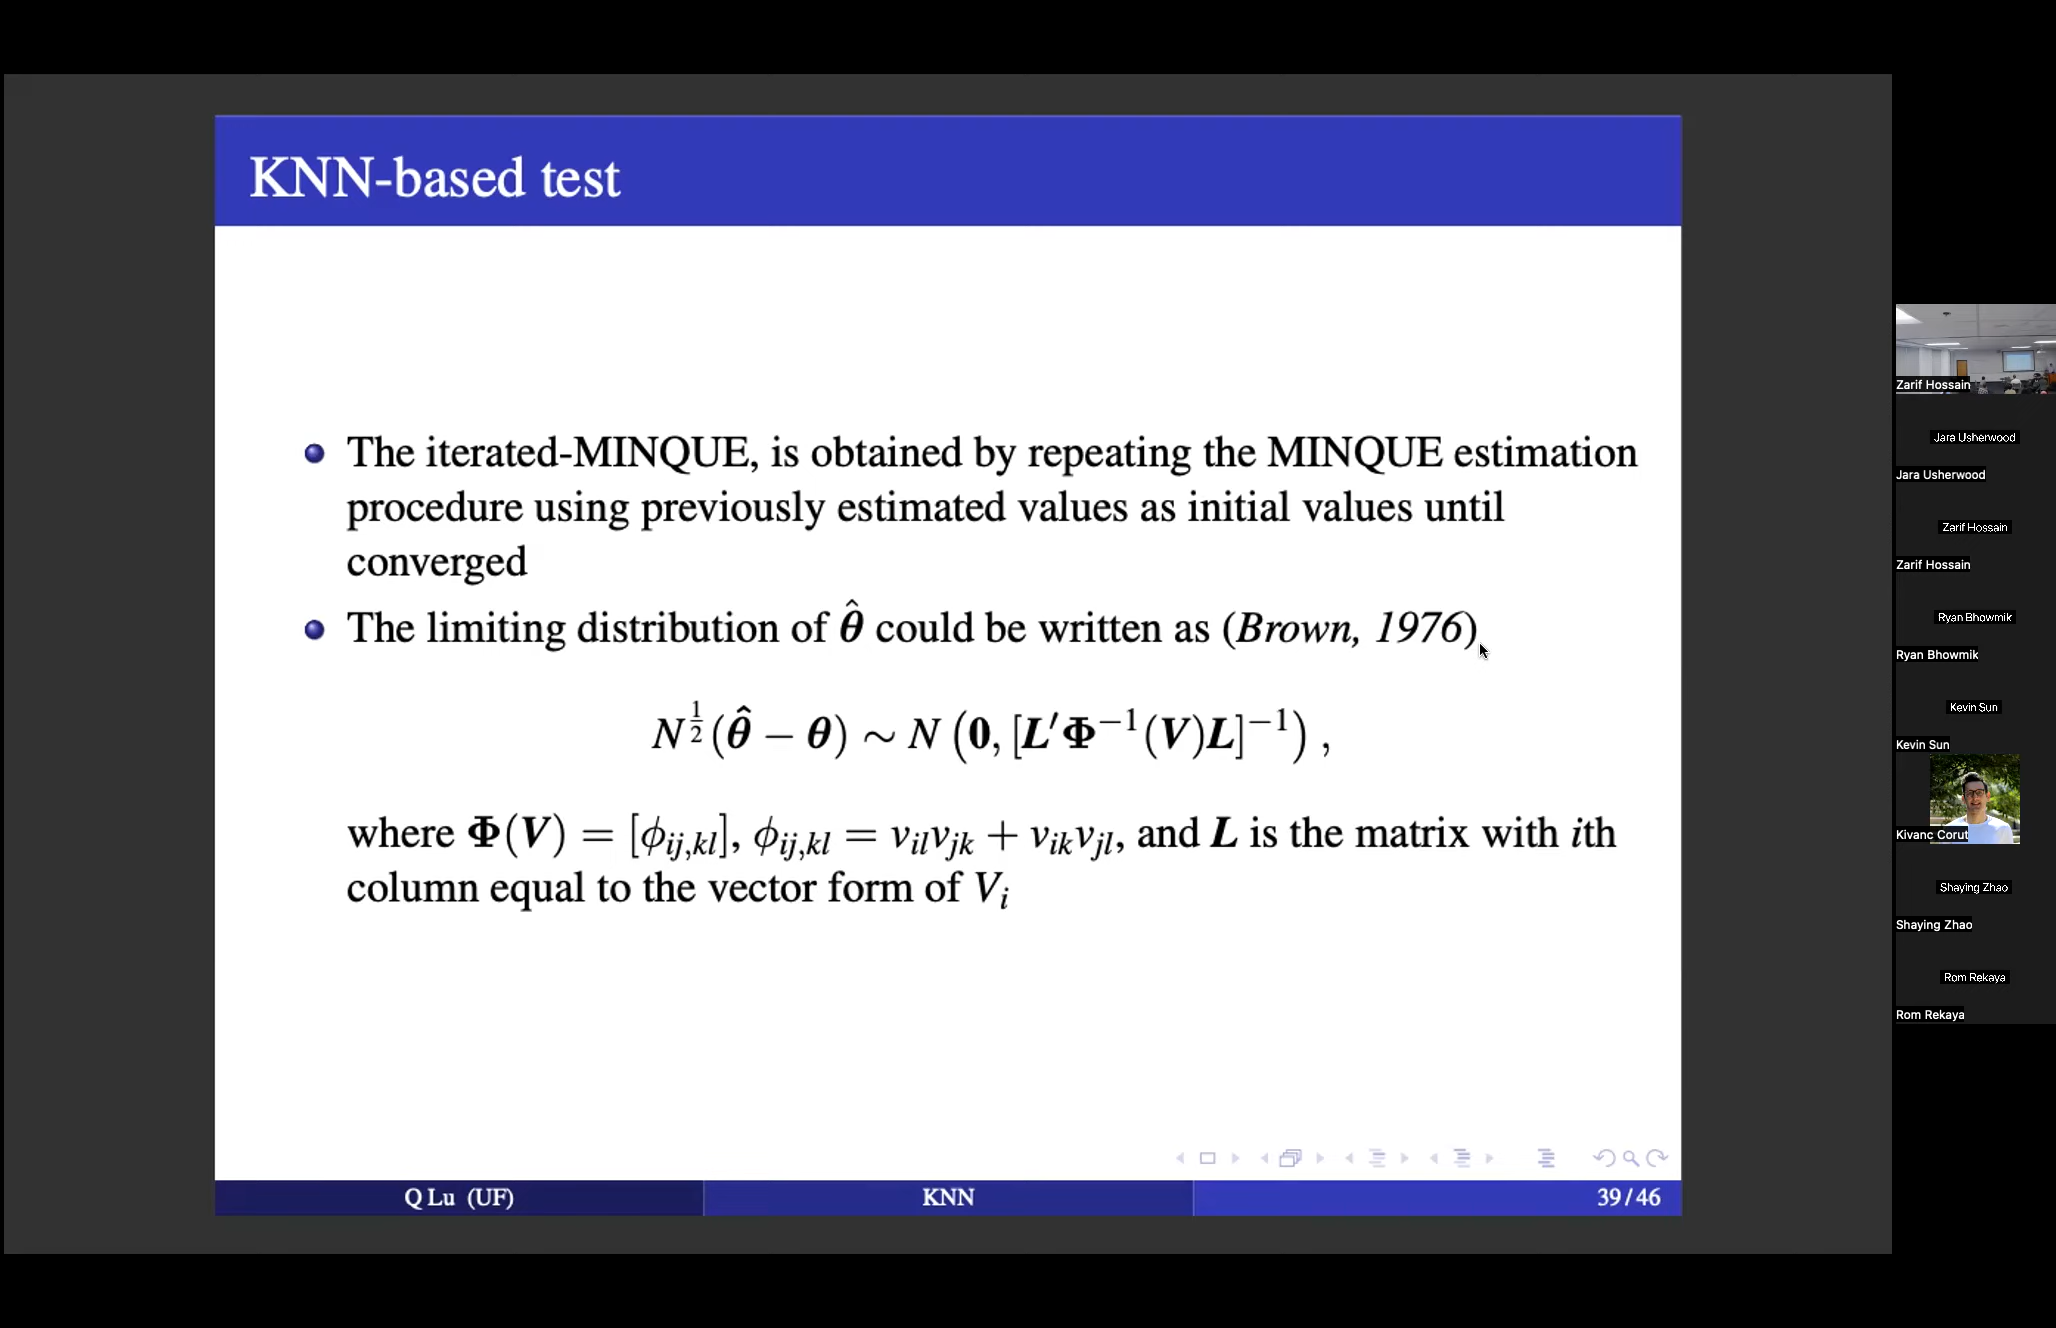 KNN-based test
The iterated-MINQUE, is obtained by repeating the MINQUE estimation
procedure using previously estimated values as initial values until
converged
The limiting distribution of θ̂ could be written as (Brown, 1976)
N^{1/2}(θ̂ − θ) ∼ N(0, [L′Φ⁻¹(V)L]⁻¹),
where Φ(V) = [ϕ_{ij,kl}], ϕ_{ij,kl} = v_{il}v_{jk} + v_{ik}v_{jl}, and L is the matrix with ith
column equal to the vector form of V_i
Q Lu (UF)
KNN
39 / 46
Zarif Hossain
Jara Usherwood
Jara Usherwood
Zarif Hossain
Zarif Hossain
Ryan Bhowmik
Ryan Bhowmik
Kevin Sun
Kevin Sun
Kivanc Corut
Shaying Zhao
Shaying Zhao
Rom Rekaya
Rom Rekaya